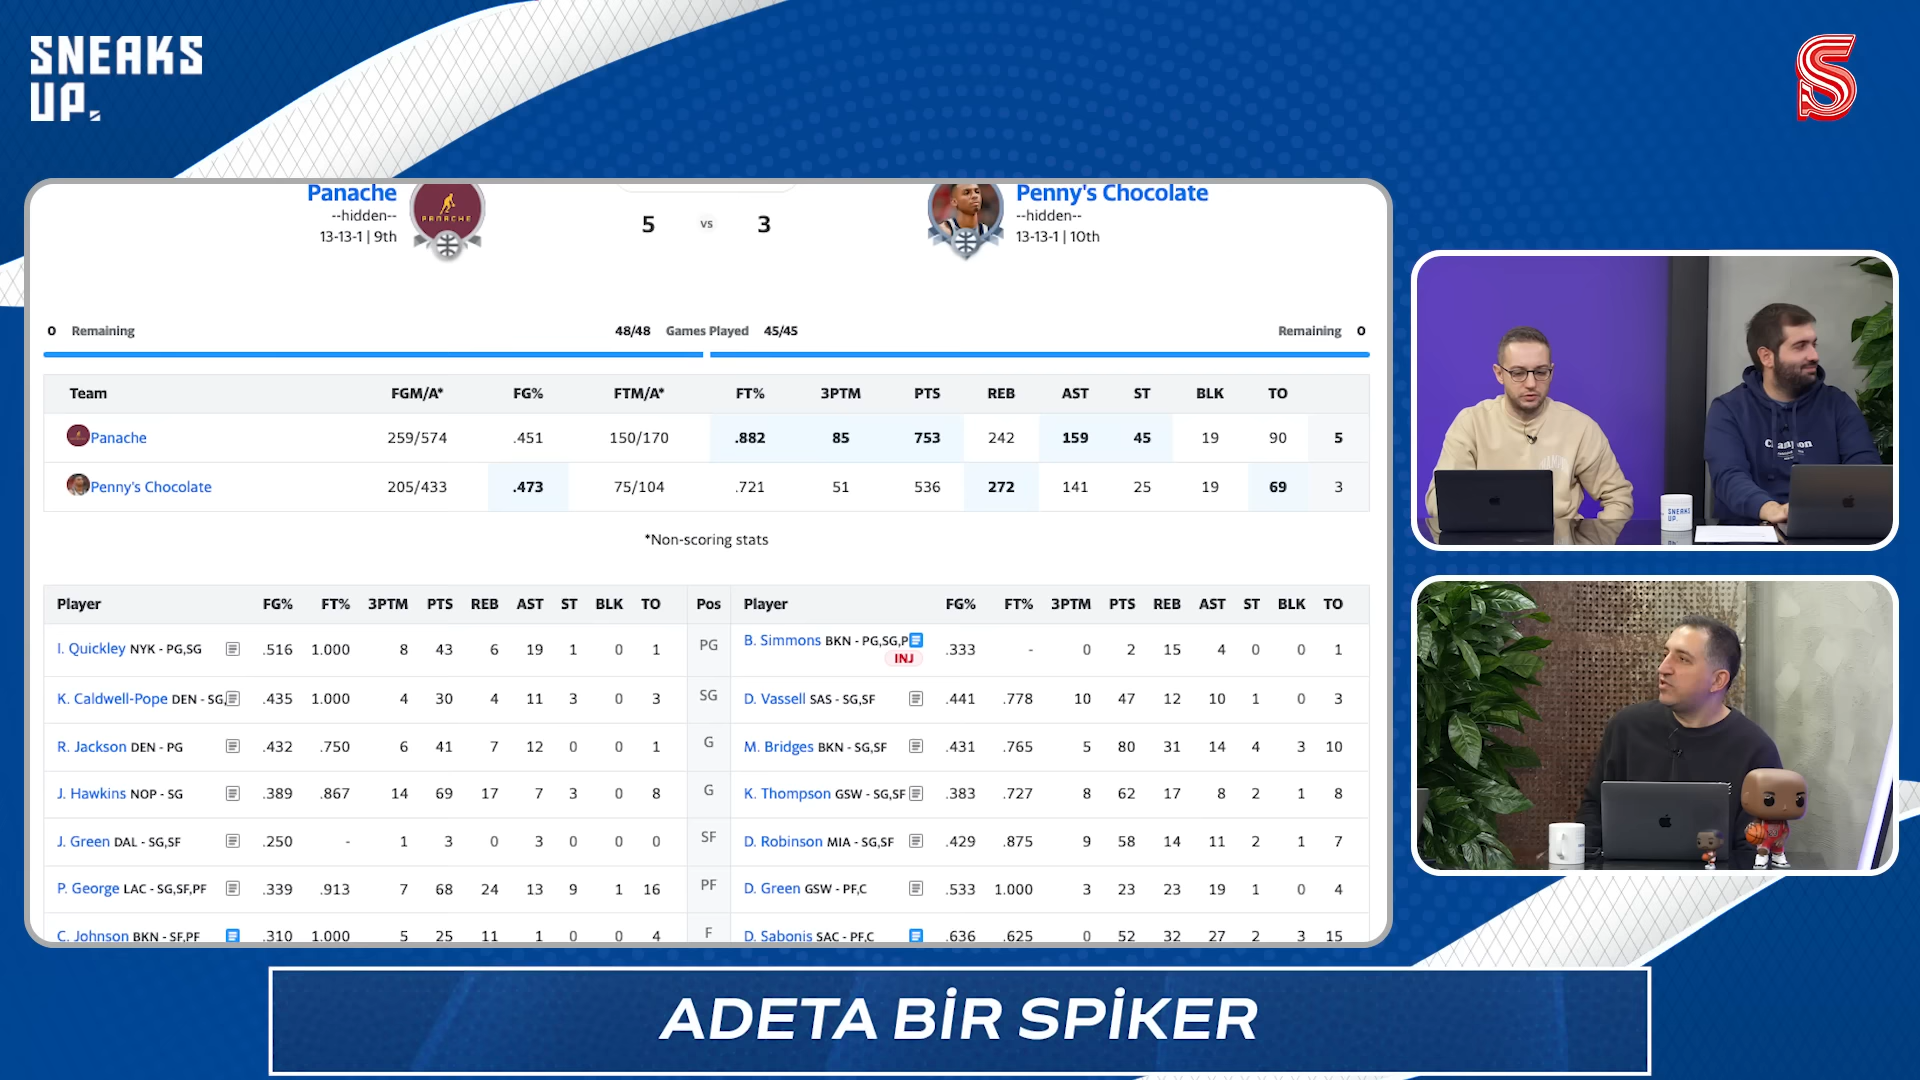 SNEAKS
UP.
S
Panache
--hidden--
13-13-1 | 9th
PANACHE
5 vs 3
Penny's Chocolate
--hidden--
13-13-1 | 10th
0 Remaining
48/48 Games Played 45/45
Remaining 0
Team FGM/A* FG% FTM/A* FT% 3PTM PTS REB AST ST BLK TO
Panache 259/574 .451 150/170 .882 85 753 242 159 45 19 90 5
Penny's Chocolate 205/433 .473 75/104 .721 51 536 272 141 25 19 69 3
*Non-scoring stats
Player FG% FT% 3PTM PTS REB AST ST BLK TO Pos Player FG% FT% 3PTM PTS REB AST ST BLK TO
I. Quickley NYK - PG,SG .516 1.000 8 43 6 19 1 0 1 PG B. Simmons BKN - PG,SG,P INJ .333 - 0 2 15 4 0 0 1
K. Caldwell-Pope DEN - SG, .435 1.000 4 30 4 11 3 0 3 SG D. Vassell SAS - SG,SF .441 .778 10 47 12 10 1 0 3
R. Jackson DEN - PG .432 .750 6 41 7 12 0 0 1 G M. Bridges BKN - SG,SF .431 .765 5 80 31 14 4 3 10
J. Hawkins NOP - SG .389 .867 14 69 17 7 3 0 8 G K. Thompson GSW - SG,SF .383 .727 8 62 17 8 2 1 8
J. Green DAL - SG,SF .250 - 1 3 0 3 0 0 0 SF D. Robinson MIA - SG,SF .429 .875 9 58 14 11 2 1 7
P. George LAC - SG,SF,PF .339 .913 7 68 24 13 9 1 16 PF D. Green GSW - PF,C .533 1.000 3 23 23 19 1 0 4
C. Johnson BKN - SF,PF .310 1.000 5 25 11 1 0 0 4 F D. Sabonis SAC - PF,C .636 .625 0 52 32 27 2 3 15
Champion
SNEAKS
UP.
ADETA BİR SPİKER